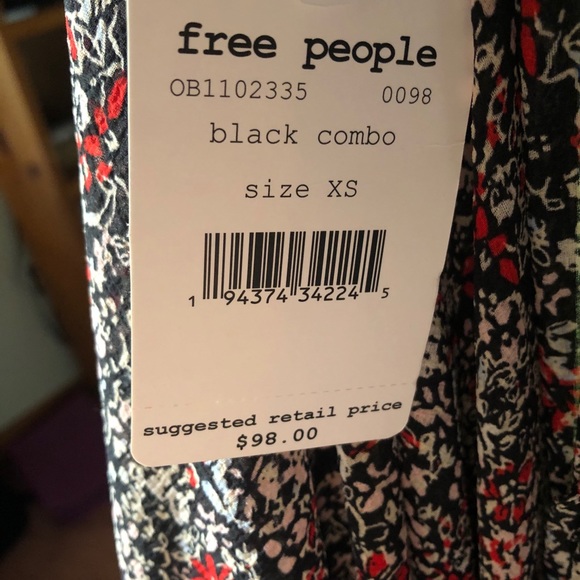 free people
OB1102335 0098
black combo
size XS
1 94374 34224 5
suggested retail price
$98.00